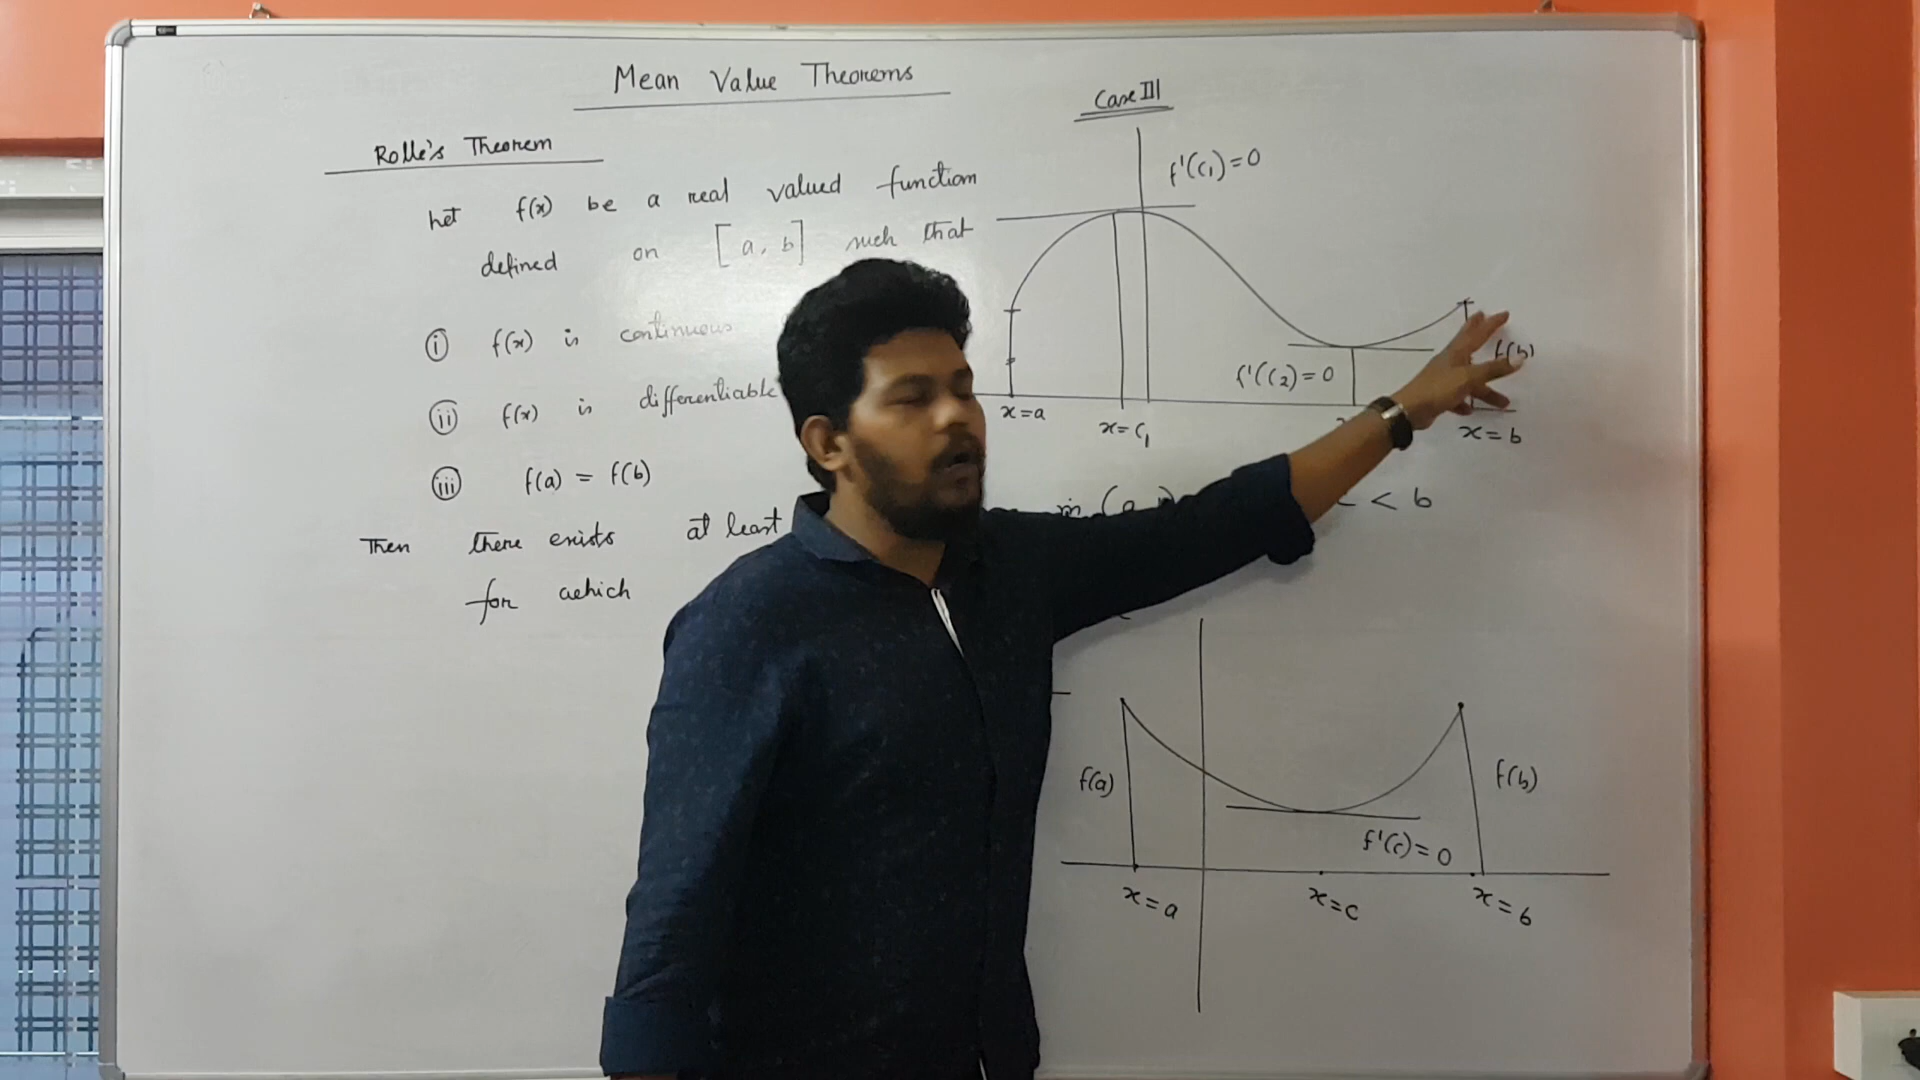 Mean Value Theorems
Rolle's Theorem
Let f(x) be a real valued function
defined on [a, b] such that
(i) f(x) is continuous
(ii) f(x) is differentiable
(iii) f(a) = f(b)
Then there exists at least
in (a
< b
for which
Case III
f'(c₁)=0
f'(c₂)=0
f(b)
x=a
x=c₁
x=b
f(a)
f(b)
f'(c)=0
x=a
x=c
x=b